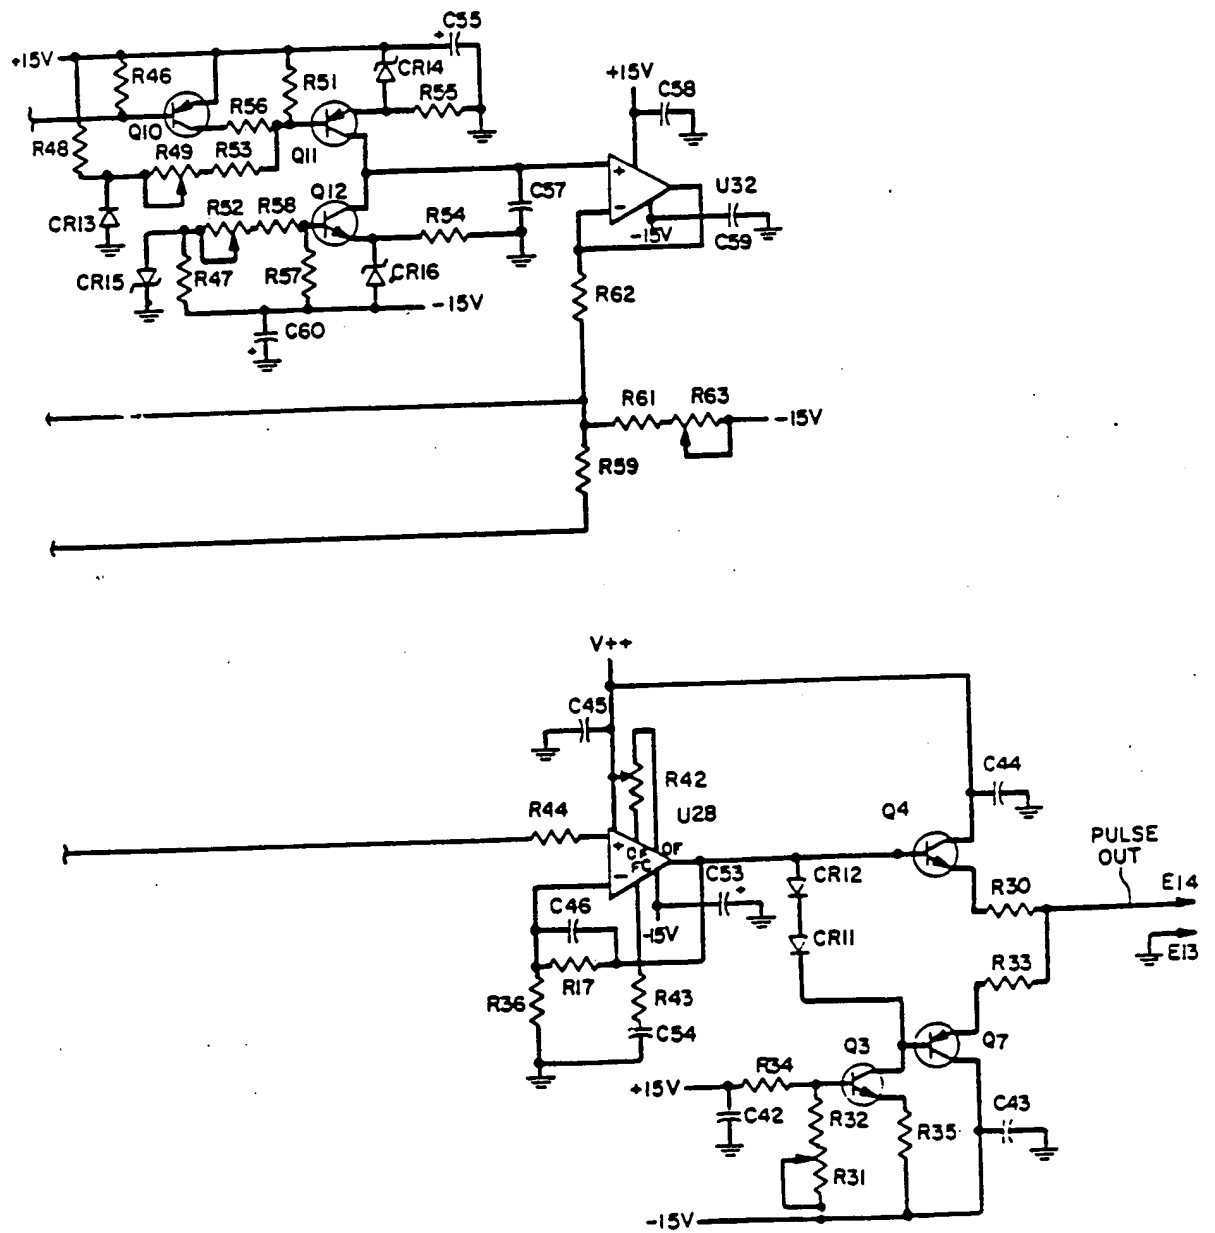 C55
+
+15V
R46
CR14
R51
R55
+15V
C58
R56
Q10
R48
Q11
R49
R53
+
U32
Q12
C57
-
CR13
R52
R58
R54
-15V
C59
CR15
R47
R57
CR16
R62
-15V
C60
+
R61
R63
-15V
R59
V++
C45
R42
C44
U28
Q4
R44
PULSE
OUT
+
OF
OF
FC
-
C53
+
CR12
E14
R30
C46
-15V
CR11
E13
R17
R33
R36
R43
C54
Q7
Q3
R34
+15V
C42
R32
R35
C43
R31
-15V